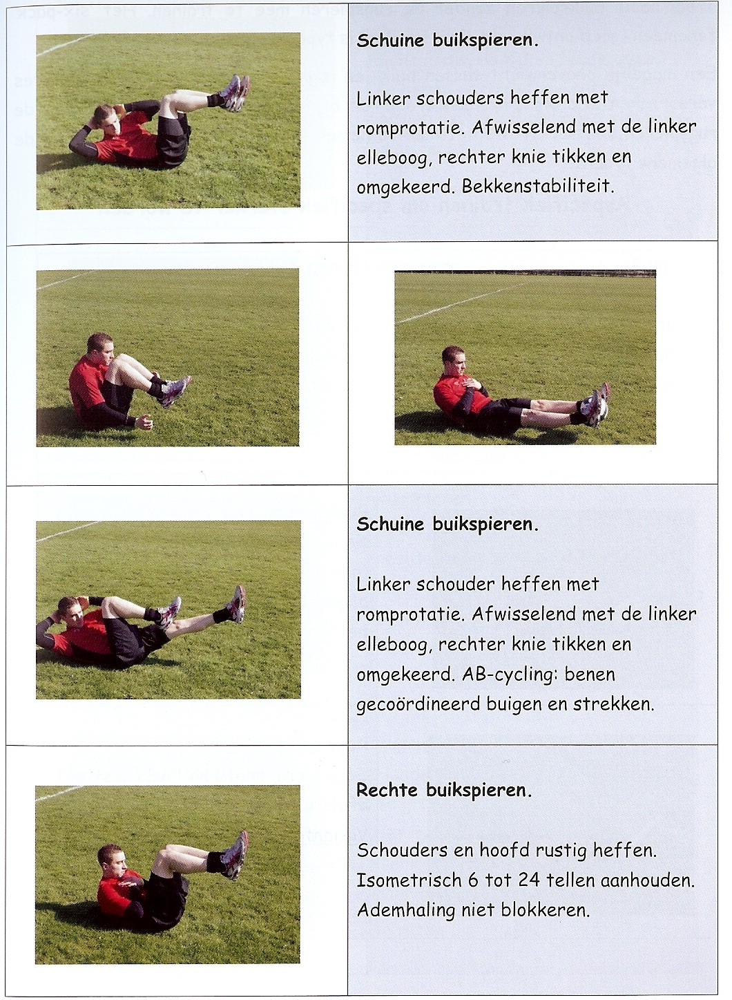 Schuine buikspieren.
Linker schouders heffen met
romprotatie. Afwisselend met de linker
elleboog, rechter knie tikken en
omgekeerd. Bekkenstabiliteit.
Schuine buikspieren.
Linker schouder heffen met
romprotatie. Afwisselend met de linker
elleboog, rechter knie tikken en
omgekeerd. AB-cycling: benen
gecoördineerd buigen en strekken.
Rechte buikspieren.
Schouders en hoofd rustig heffen.
Isometrisch 6 tot 24 tellen aanhouden.
Ademhaling niet blokkeren.